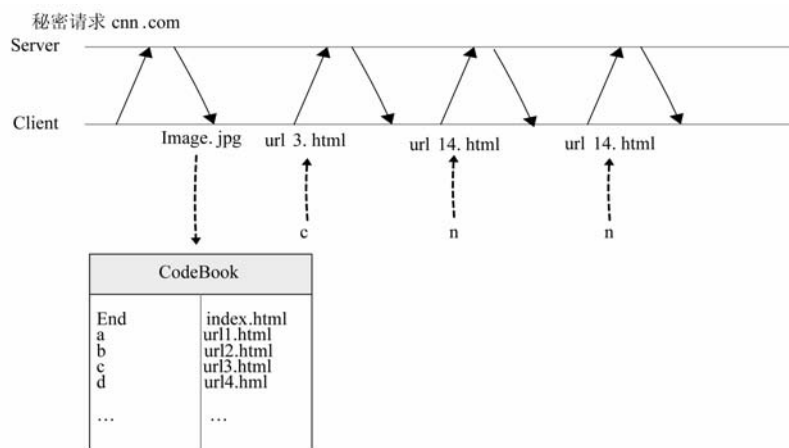 秘密请求 cnn.com
Server
Client
Image.jpg
url 3. html
url 14. html
url 14. html
c
n
n
CodeBook
End index.html
a url1.html
b url2.html
c url3.html
d url4.hml
… …